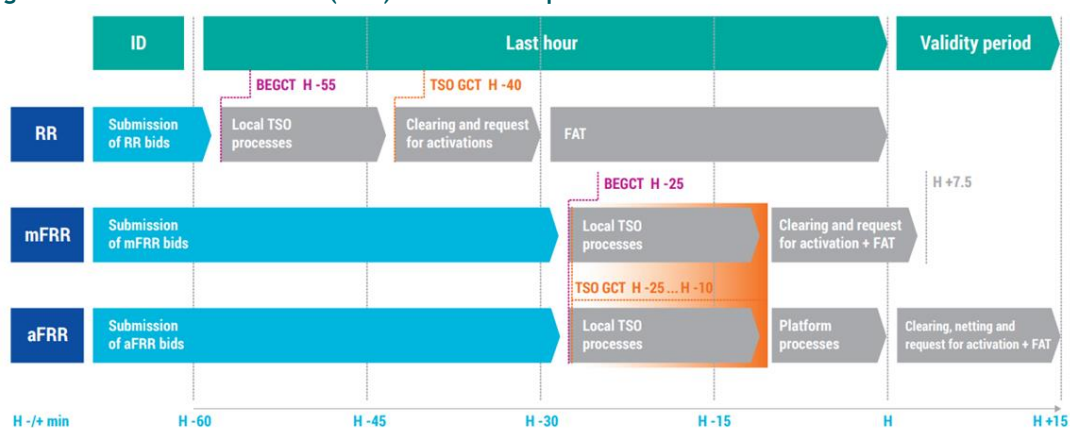 ID
Last hour
Validity period
BEGCT H -55
TSO GCT H -40
RR
Submission
of RR bids
Local TSO
processes
Clearing and request
for activations
FAT
BEGCT H -25
H +7.5
mFRR
Submission
of mFRR bids
Local TSO
processes
Clearing and request
for activation + FAT
TSO GCT H -25 ... H -10
aFRR
Submission
of aFRR bids
Local TSO
processes
Platform
processes
Clearing, netting and
request for activation + FAT
H -/+ min
H -60
H -45
H -30
H -15
H
H +15